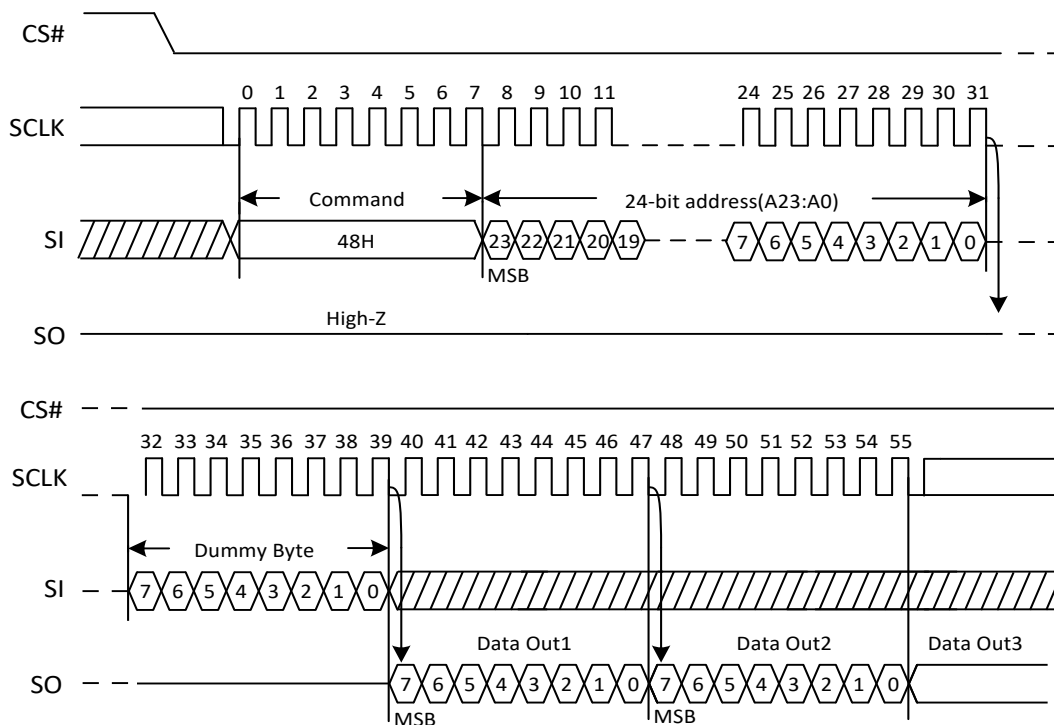 CS#
0 1 2 3 4 5 6 7 8 9 10 11 24 25 26 27 28 29 30 31
SCLK
Command 24-bit address(A23:A0)
SI 48H 23 22 21 20 19 7 6 5 4 3 2 1 0
MSB
High-Z
SO
CS#
32 33 34 35 36 37 38 39 40 41 42 43 44 45 46 47 48 49 50 51 52 53 54 55
SCLK
Dummy Byte
SI 7 6 5 4 3 2 1 0
Data Out1 Data Out2 Data Out3
SO 7 6 5 4 3 2 1 0 7 6 5 4 3 2 1 0
MSB MSB